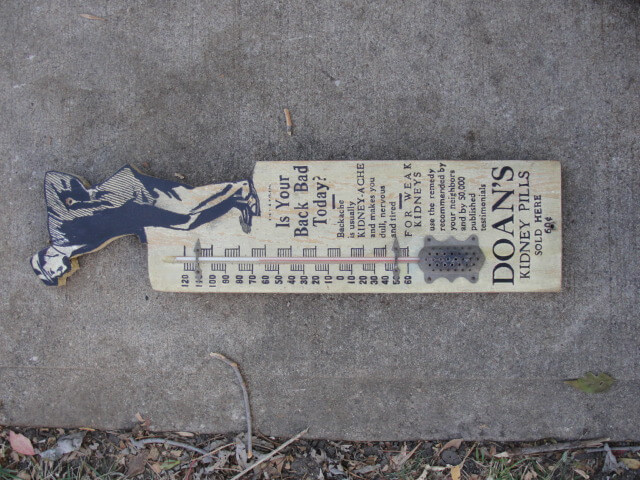 Is Your
Back Bad
Today?
Backache
is usually
KIDNEY-ACHE
and makes you
dull, nervous
and tired
FOR WEAK
KIDNEYS
use the remedy
recommended by
your neighbors
and by 50,000
published
testimonials
DOAN'S
KIDNEY PILLS
SOLD HERE
120
100
90
80
70
60
50
40
30
20
10
0
10
20
30
40
60